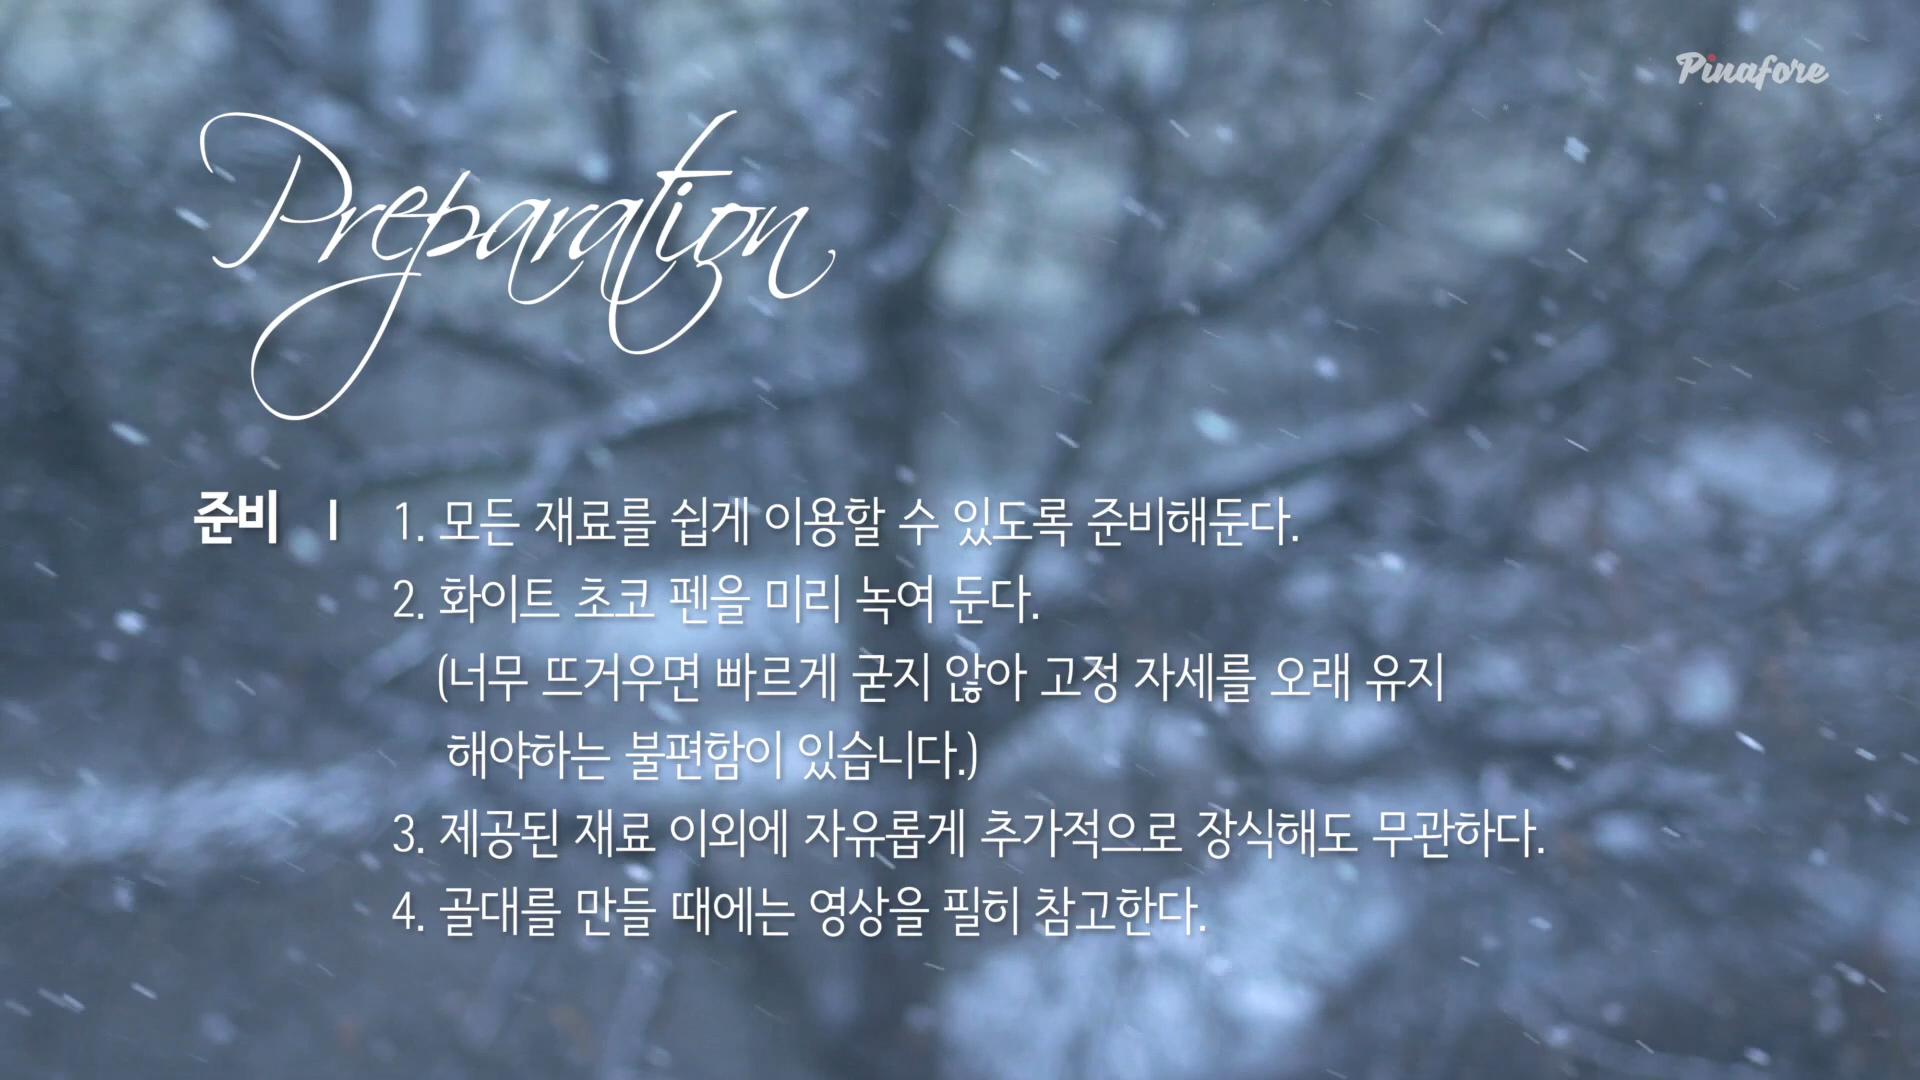 Pinafore
Preparation
준비 | 1. 모든 재료를 쉽게 이용할 수 있도록 준비해둔다.
2. 화이트 초코 펜을 미리 녹여 둔다.
(너무 뜨거우면 빠르게 굳지 않아 고정 자세를 오래 유지
해야하는 불편함이 있습니다.)
3. 제공된 재료 이외에 자유롭게 추가적으로 장식해도 무관하다.
4. 골대를 만들 때에는 영상을 필히 참고한다.